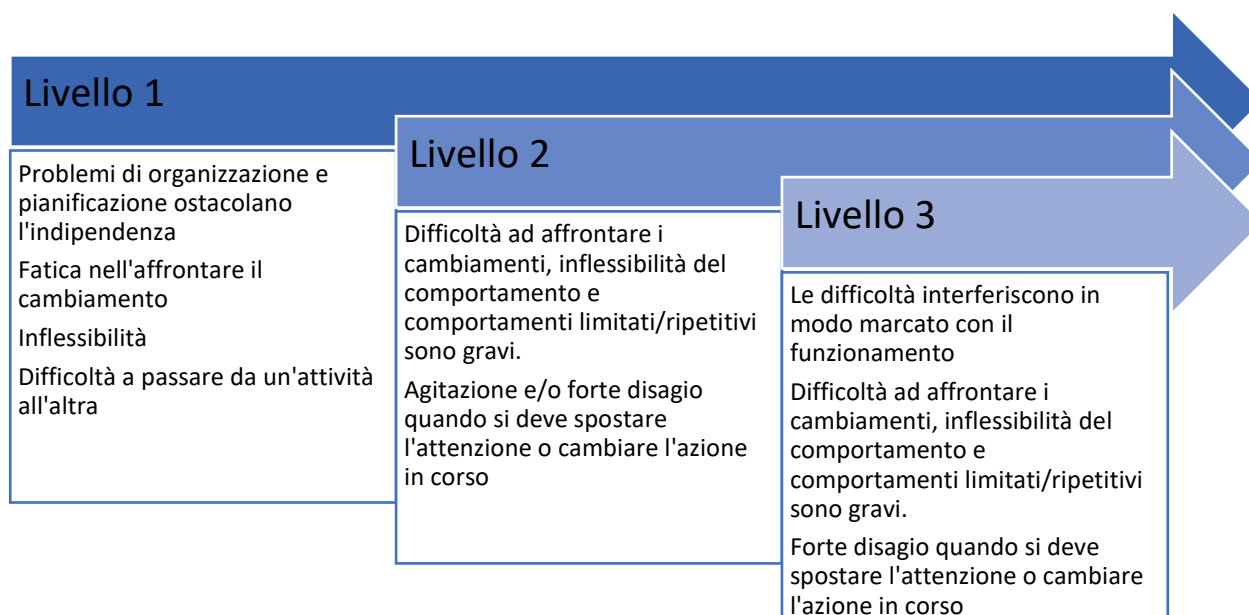 Livello 1
Problemi di organizzazione e
pianificazione ostacolano
l'indipendenza
Fatica nell'affrontare il
cambiamento
Inflessibilità
Difficoltà a passare da un'attività
all'altra
Livello 2
Difficoltà ad affrontare i
cambiamenti, inflessibilità del
comportamento e
comportamenti limitati/ripetitivi
sono gravi.
Agitazione e/o forte disagio
quando si deve spostare
l'attenzione o cambiare l'azione
in corso
Livello 3
Le difficoltà interferiscono in
modo marcato con il
funzionamento
Difficoltà ad affrontare i
cambiamenti, inflessibilità del
comportamento e
comportamenti limitati/ripetitivi
sono gravi.
Forte disagio quando si deve
spostare l'attenzione o cambiare
l'azione in corso